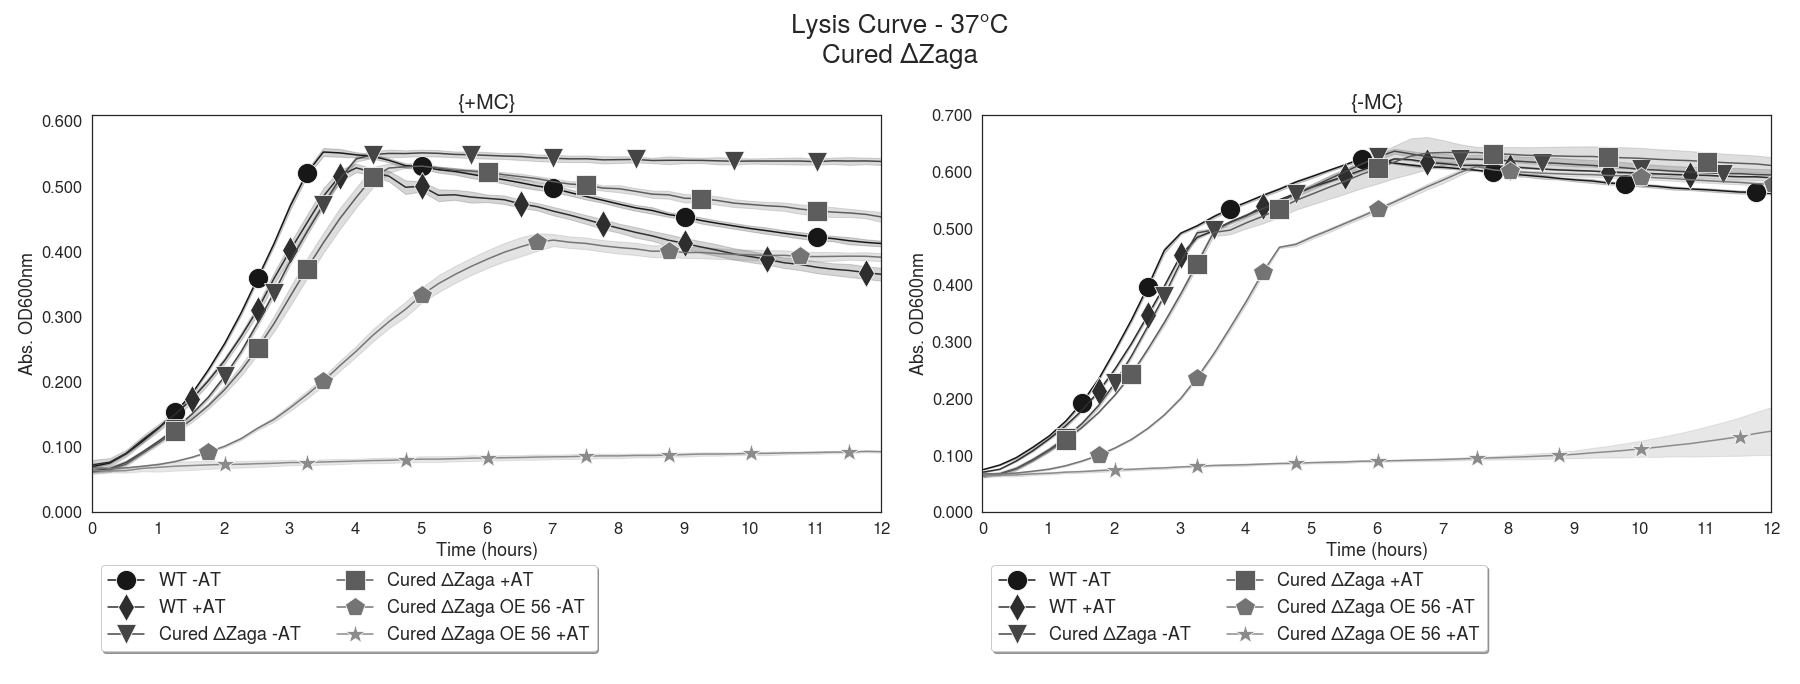 Lysis Curve - 37°C
Cured ΔZaga
{+MC}
0.600
0.500
0.400
0.300
0.200
0.100
0.000
Abs. OD600nm
0 1 2 3 4 5 6 7 8 9 10 11 12
Time (hours)
WT -AT
WT +AT
Cured ΔZaga -AT
Cured ΔZaga +AT
Cured ΔZaga OE 56 -AT
Cured ΔZaga OE 56 +AT
{-MC}
0.700
0.600
0.500
0.400
0.300
0.200
0.100
0.000
Abs. OD600nm
0 1 2 3 4 5 6 7 8 9 10 11 12
Time (hours)
WT -AT
WT +AT
Cured ΔZaga -AT
Cured ΔZaga +AT
Cured ΔZaga OE 56 -AT
Cured ΔZaga OE 56 +AT